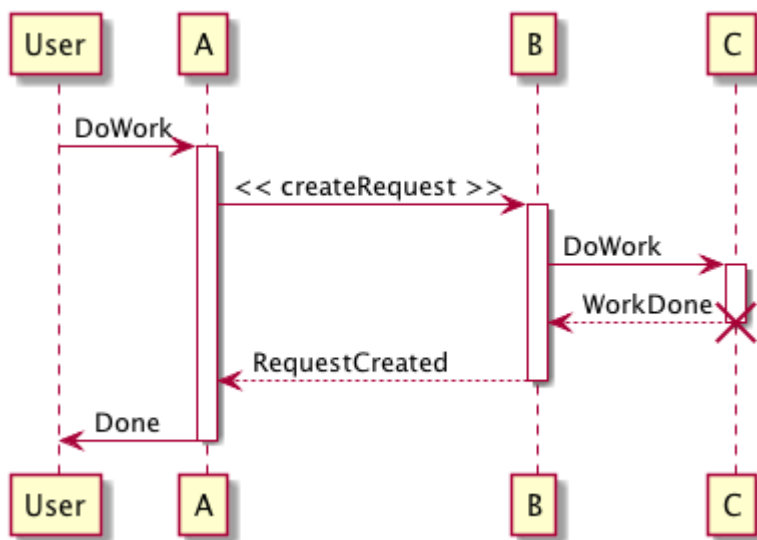 User
A
B
C
DoWork
<< createRequest >>
DoWork
WorkDone
RequestCreated
Done
User
A
B
C